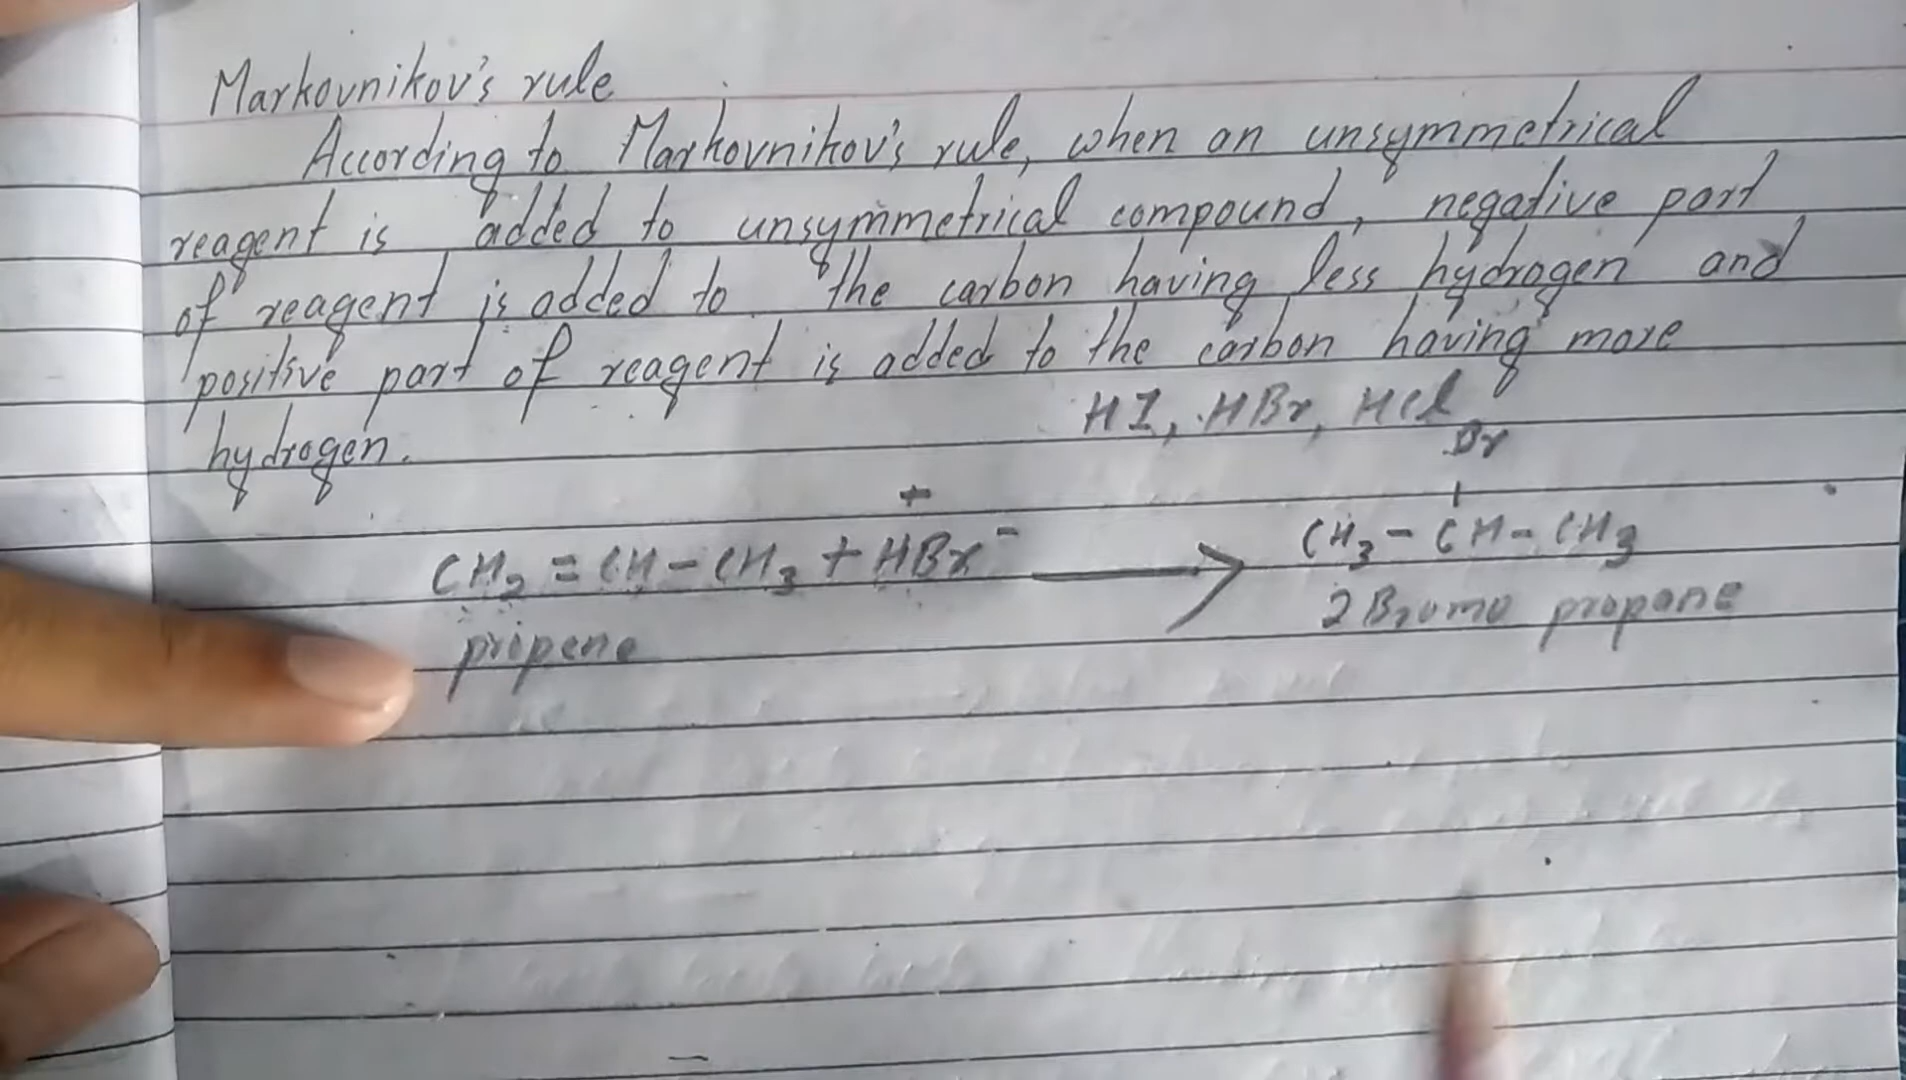 Markovnikov's rule
According to Markovnikov's rule, when an unsymmetrical
reagent is added to unsymmetrical compound, negative part
of reagent is added to the carbon having less hydrogen and
positive part of reagent is added to the carbon having more
hydrogen.
HI, HBr, HCl
Br
+
CH₂ = CH - CH₃ + HBr⁻ → CH₃ - CH - CH₃
propene
2 Bromo propane